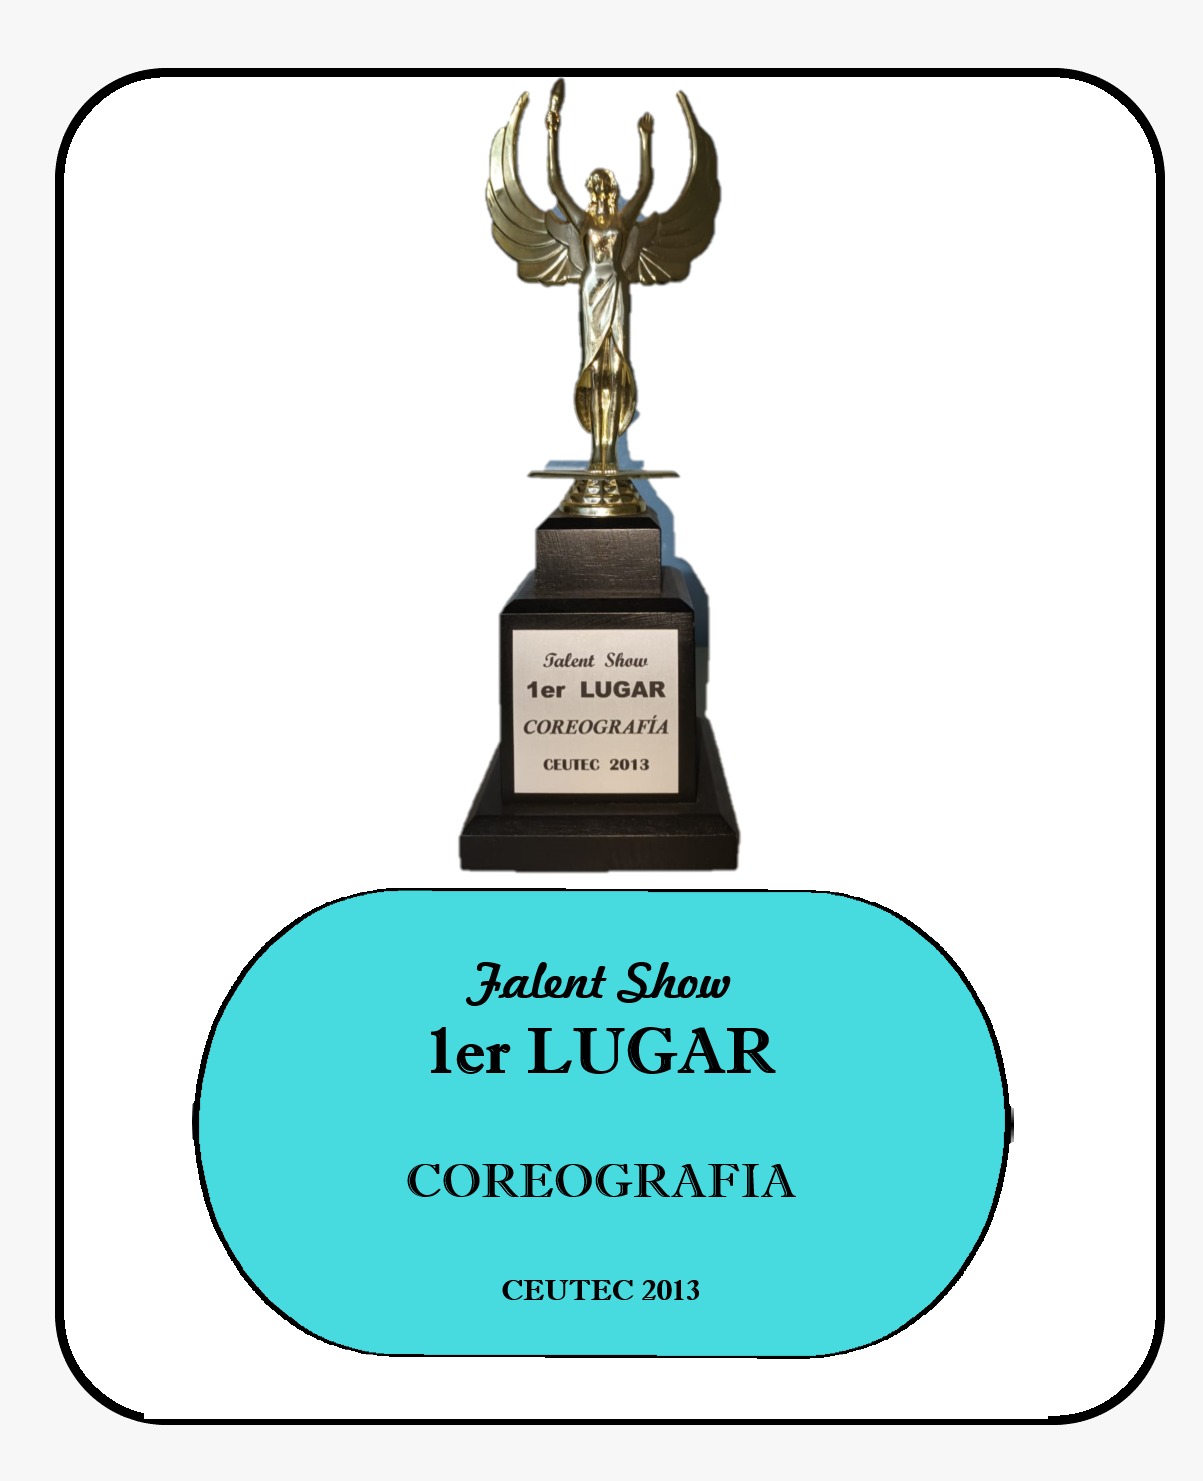 Talent Show
1er LUGAR
COREOGRAFÍA
CEUTEC 2013
Talent Show
1er LUGAR
COREOGRAFIA
CEUTEC 2013